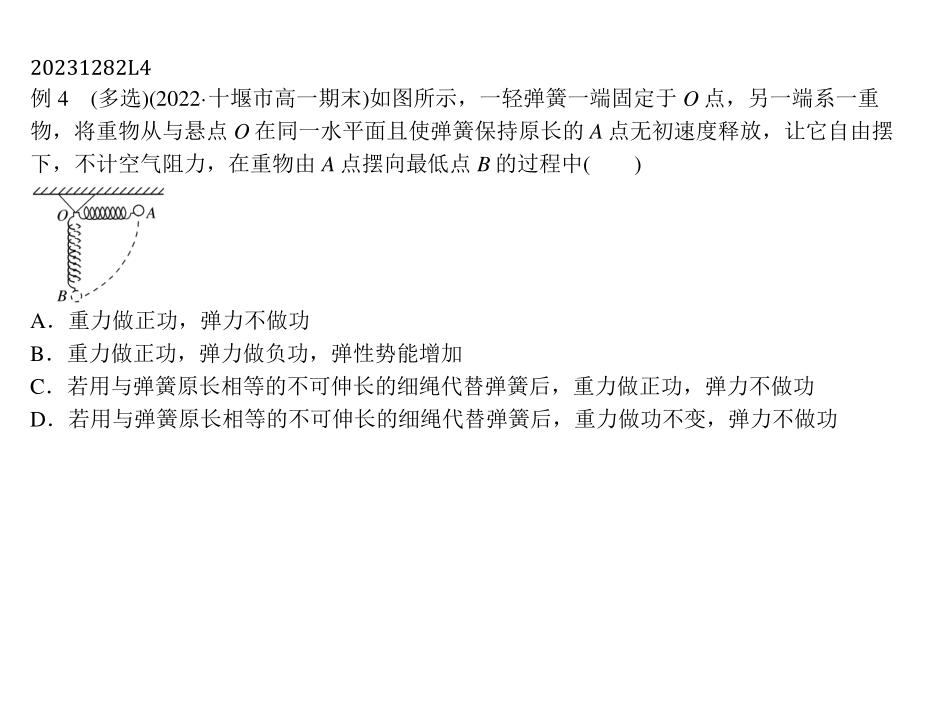 20231282L4
例 4　(多选)(2022·十堰市高一期末)如图所示，一轻弹簧一端固定于 O 点，另一端系一重
物，将重物从与悬点 O 在同一水平面且使弹簧保持原长的 A 点无初速度释放，让它自由摆
下，不计空气阻力，在重物由 A 点摆向最低点 B 的过程中(　　)
O
A
B
A．重力做正功，弹力不做功
B．重力做正功，弹力做负功，弹性势能增加
C．若用与弹簧原长相等的不可伸长的细绳代替弹簧后，重力做正功，弹力不做功
D．若用与弹簧原长相等的不可伸长的细绳代替弹簧后，重力做功不变，弹力不做功